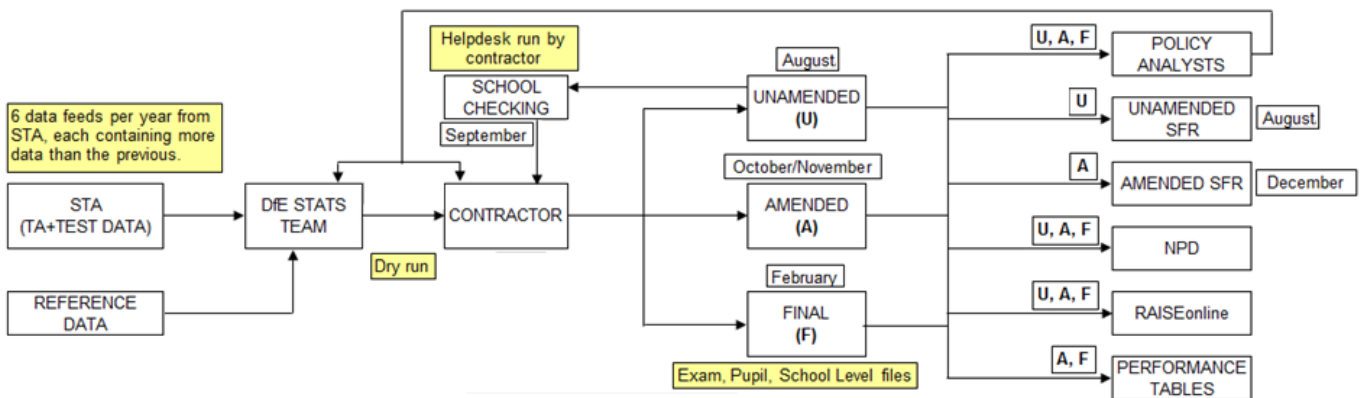 Helpdesk run by
contractor
SCHOOL
CHECKING
September
6 data feeds per year from
STA, each containing more
data than the previous.
STA
(TA+TEST DATA)
REFERENCE
DATA
DfE STATS
TEAM
Dry run
CONTRACTOR
August
UNAMENDED
(U)
October/November
AMENDED
(A)
February
FINAL
(F)
Exam, Pupil, School Level files
U, A, F
POLICY
ANALYSTS
U
UNAMENDED
SFR
August
A
AMENDED SFR
December
U, A, F
NPD
U, A, F
RAISEonline
A, F
PERFORMANCE
TABLES